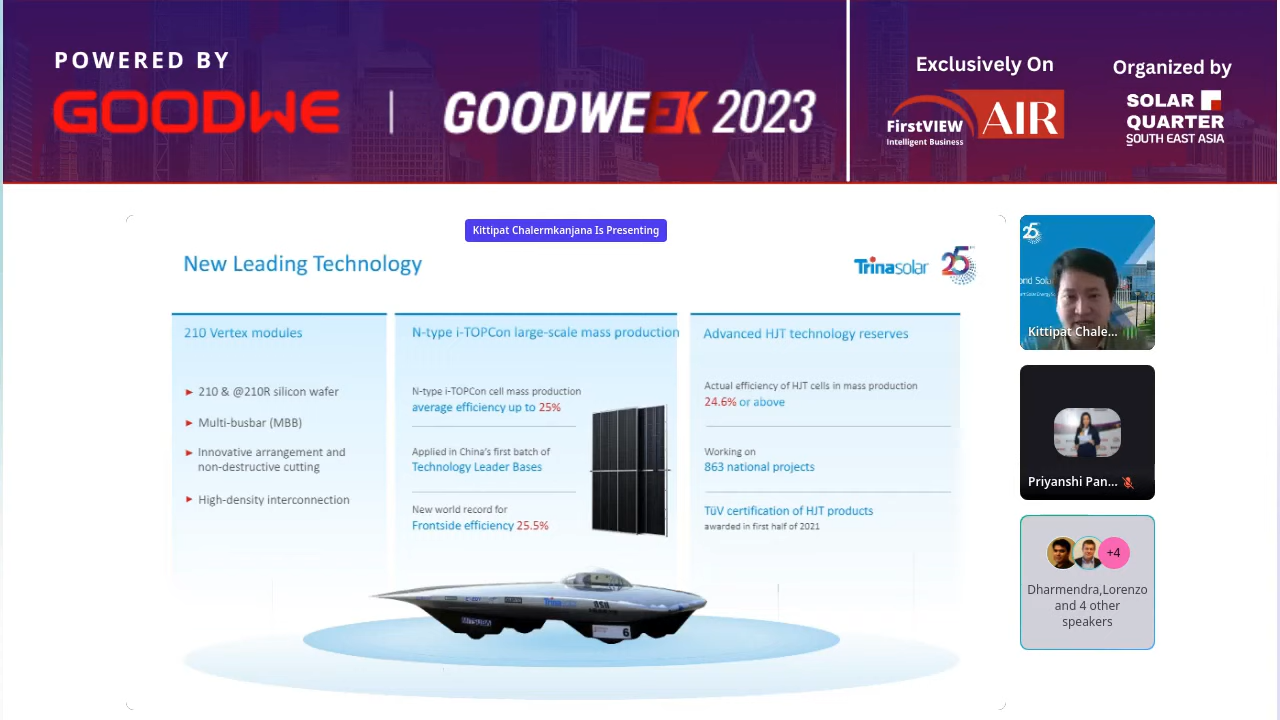 POWERED BY
GOODWE
GOODWEEK 2023
Exclusively On
FirstVIEW
Intelligent Business
AIR
Organized by
SOLAR
QUARTER
SOUTH EAST ASIA
Kittipat Chalermkanjana Is Presenting
New Leading Technology
Trinasolar
25
210 Vertex modules
► 210 & @210R silicon wafer
► Multi-busbar (MBB)
► Innovative arrangement and
non-destructive cutting
► High-density interconnection
N-type i-TOPCon large-scale mass production
N-type i-TOPCon cell mass production
average efficiency up to 25%
Applied in China's first batch of
Technology Leader Bases
New world record for
Frontside efficiency 25.5%
Advanced HJT technology reserves
Actual efficiency of HJT cells in mass production
24.6% or above
Working on
863 national projects
TüV certification of HJT products
awarded in first half of 2021
Trina
MITSUBA
6
25
Kittipat Chale...
Priyanshi Pan...
+4
Dharmendra,Lorenzo
and 4 other
speakers